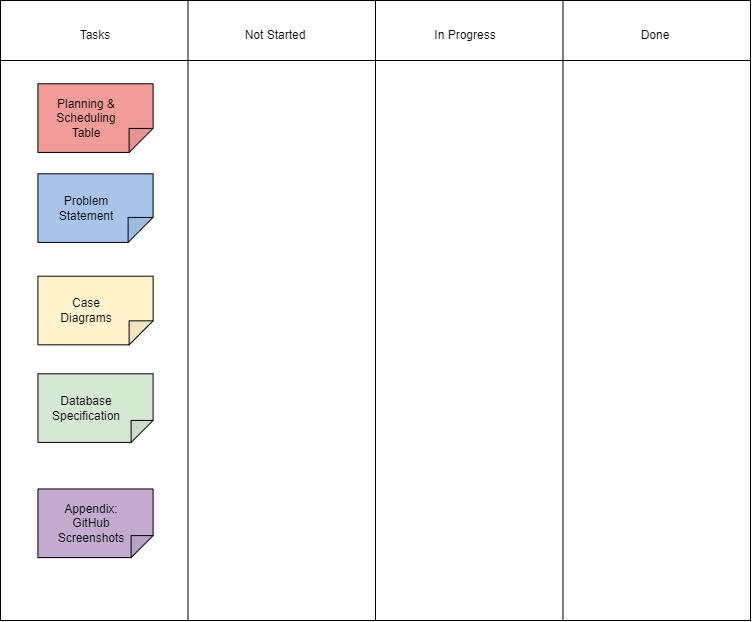 Tasks
Not Started
In Progress
Done
Planning &
Scheduling
Table
Problem
Statement
Case
Diagrams
Database
Specification
Appendix:
GitHub
Screenshots